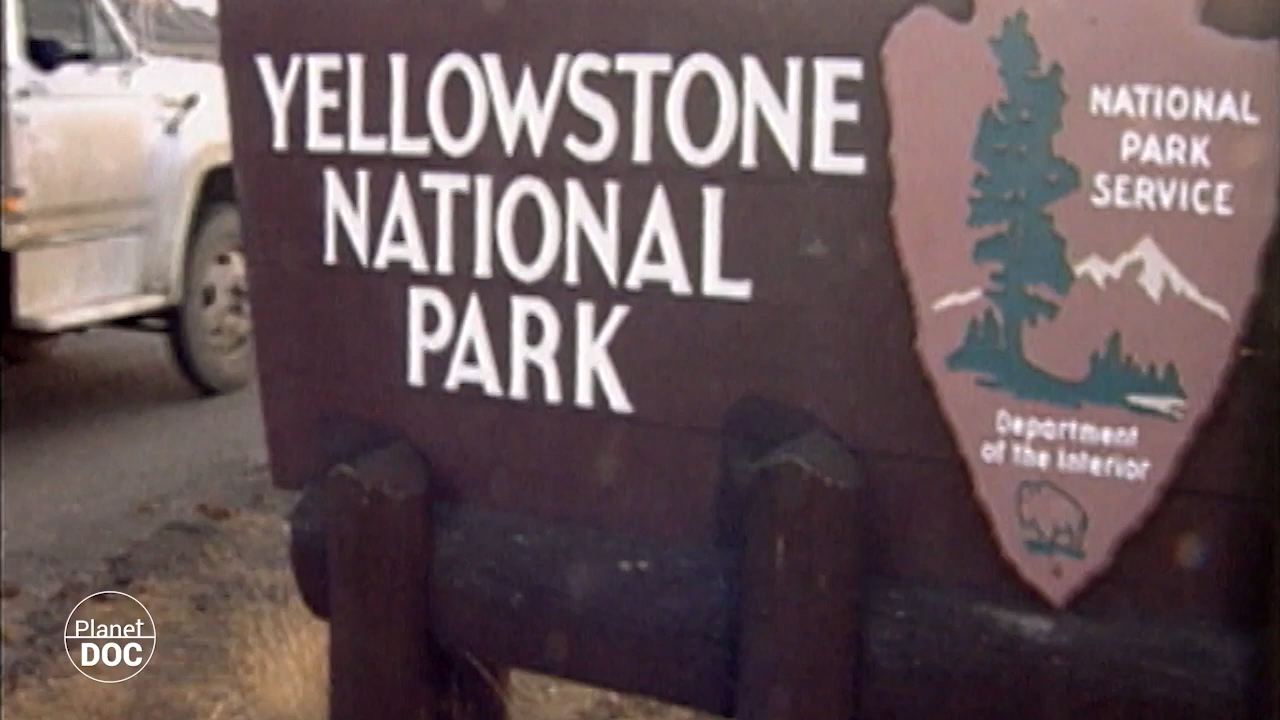 YELLOWSTONE
NATIONAL
PARK
NATIONAL
PARK
SERVICE
Department
of the Interior
Planet
DOC